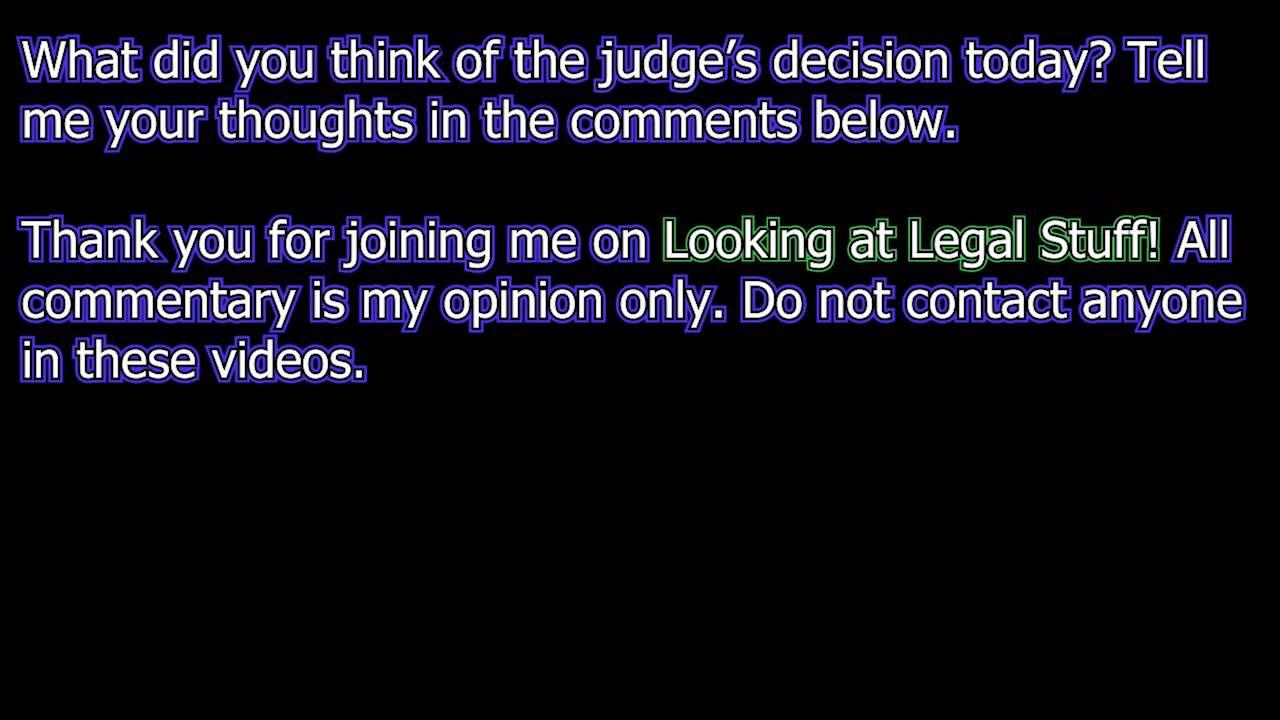 What did you think of the judge’s decision today? Tell
me your thoughts in the comments below.
Thank you for joining me on Looking at Legal Stuff! All
commentary is my opinion only. Do not contact anyone
in these videos.